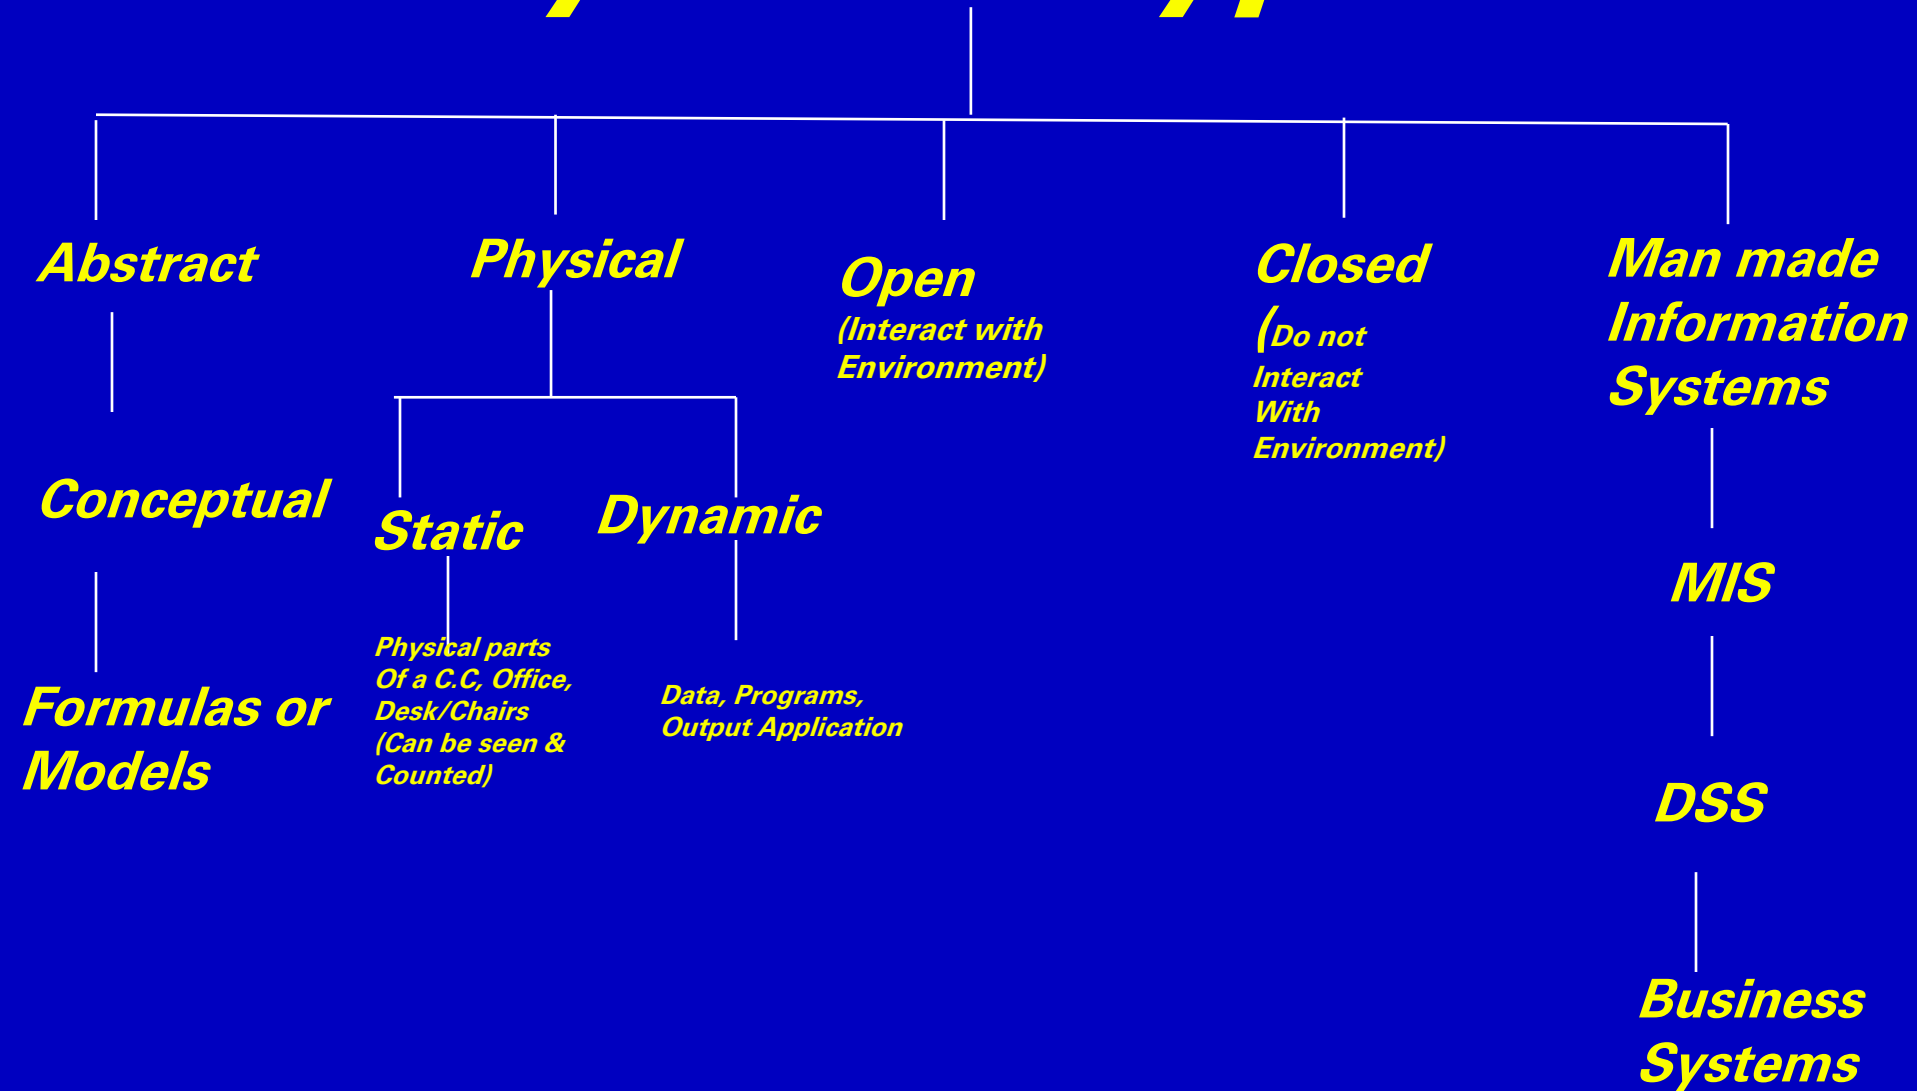 Abstract
Physical
Open
(Interact with
Environment)
Closed
(Do not
Interact
With
Environment)
Man made
Information
Systems
Conceptual
Static
Dynamic
MIS
Formulas or
Models
Physical parts
Of a C.C, Office,
Desk/Chairs
(Can be seen &
Counted)
Data, Programs,
Output Application
DSS
Business
Systems